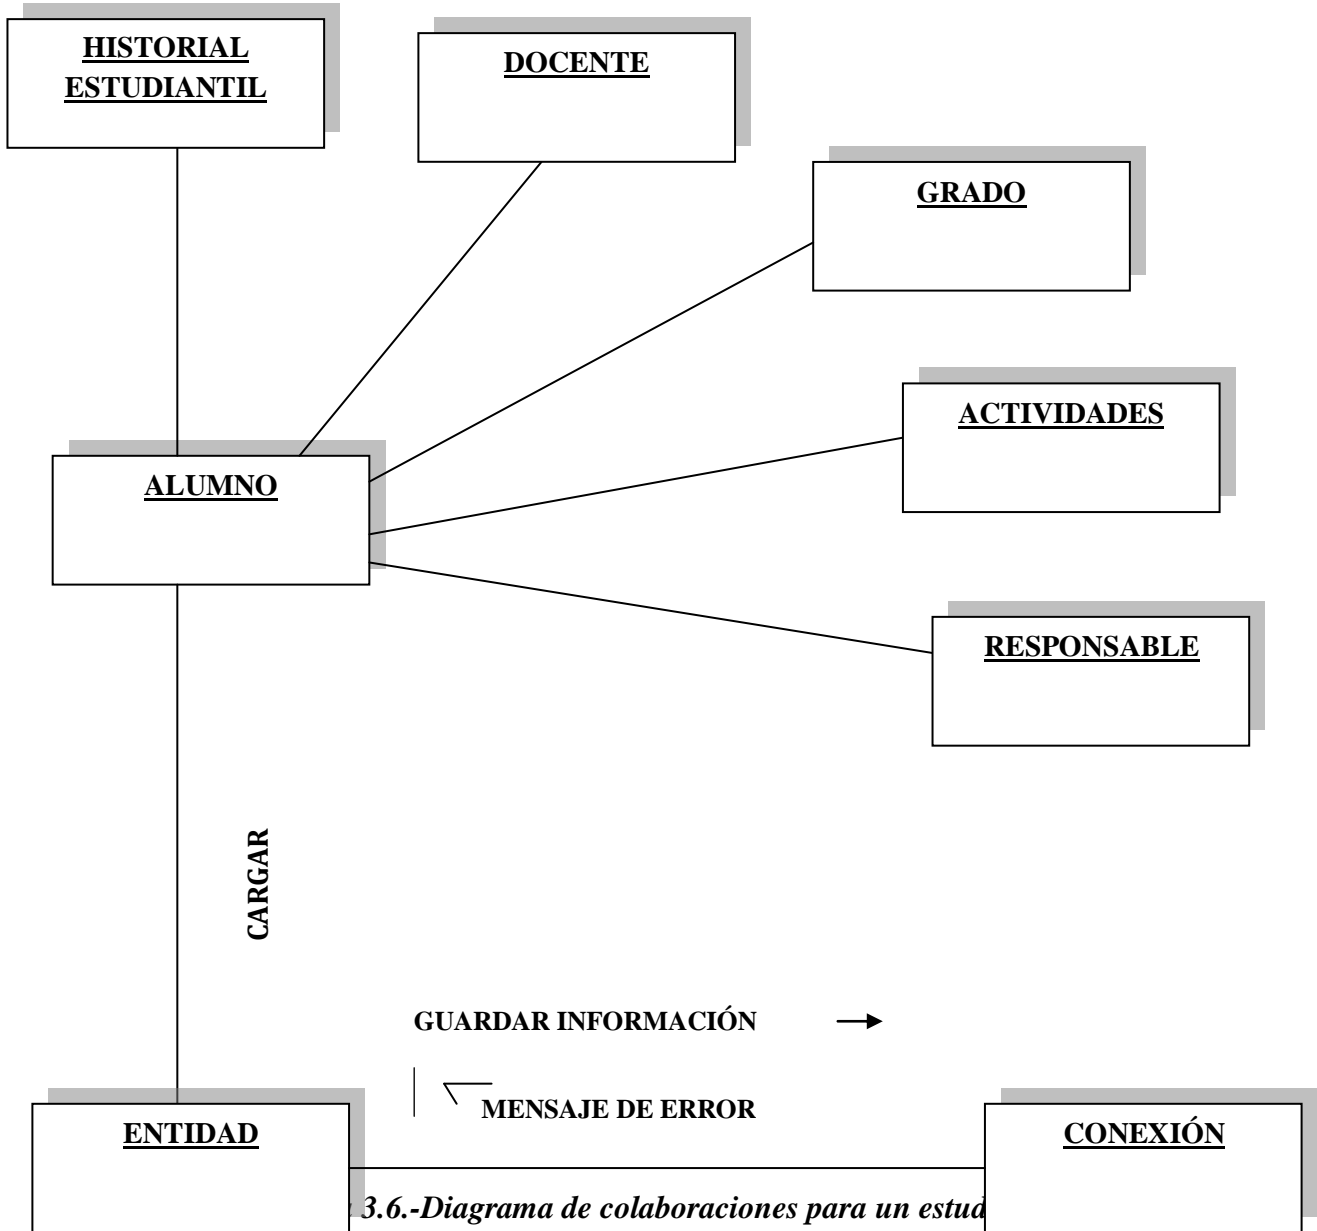 HISTORIAL
ESTUDIANTIL
DOCENTE
GRADO
ACTIVIDADES
ALUMNO
RESPONSABLE
CARGAR
GUARDAR INFORMACIÓN
MENSAJE DE ERROR
ENTIDAD
CONEXIÓN
3.6.-Diagrama de colaboraciones para un